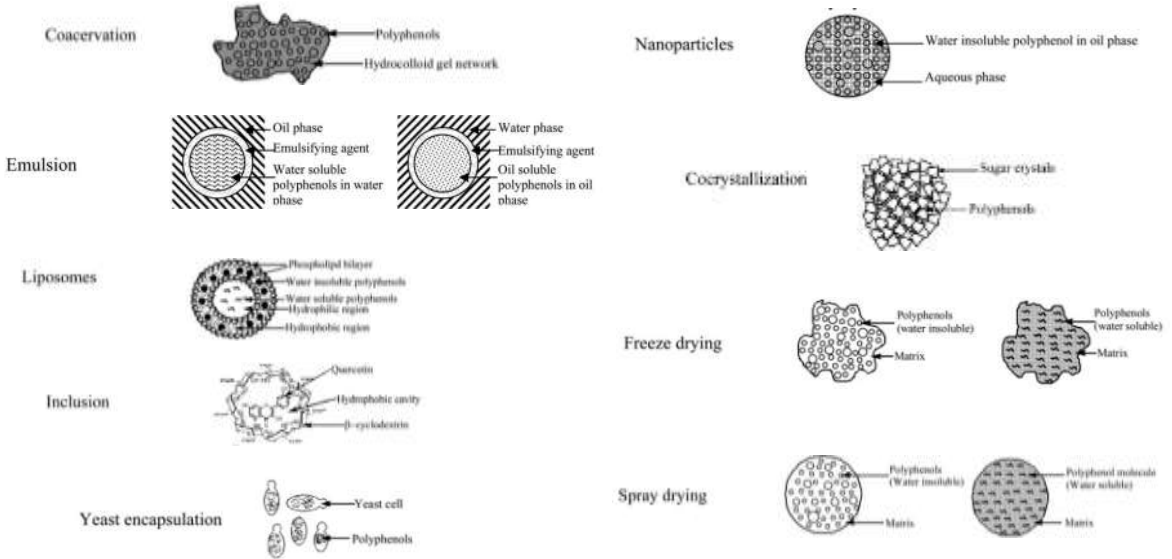 Coacervation
Polyphenols
Hydrocolloid gel network
Emulsion
Oil phase
Emulsifying agent
Water soluble
polyphenols in water
phase
Water phase
Emulsifying agent
Oil soluble
polyphenols in oil
phase
Liposomes
Phospholipd bilayer
Water insoluble polyphenols
Water soluble polyphenols
Hydrophilic region
Hydrophobic region
Inclusion
Quercetin
Hydrophobic cavity
β-cyclodextrin
Yeast encapsulation
Yeast cell
Polyphenols
Nanoparticles
Water insoluble polyphenol in oil phase
Aqueous phase
Cocrystallization
Sugar crystals
Polyphenols
Freeze drying
Polyphenols
(water insoluble)
Matrix
Polyphenols
(water soluble)
Matrix
Spray drying
Polyphenols
(Water insoluble)
Matrix
Polyphenol molecule
(Water soluble)
Matrix